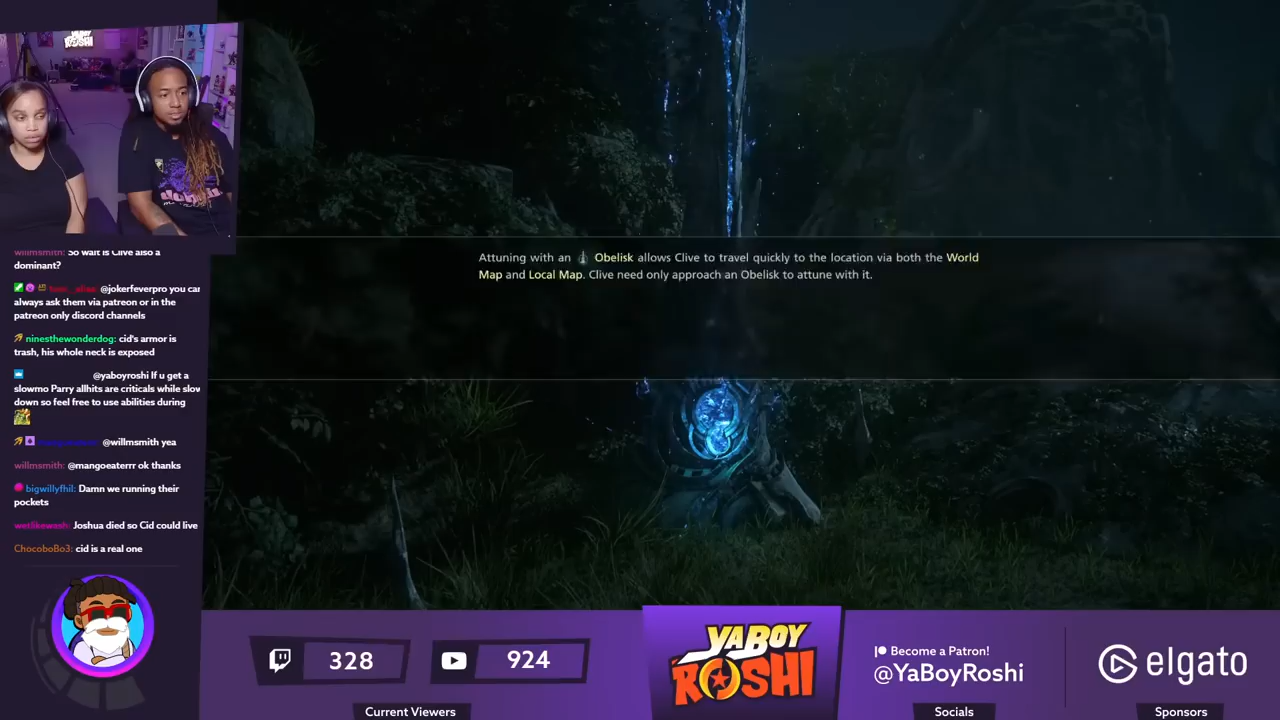 YABOY
ROSHI
Attuning with an Obelisk allows Clive to travel quickly to the location via both the World
Map and Local Map. Clive need only approach an Obelisk to attune with it.
willmsmith: So wait is Clive also a
dominant?
@jokerfeverpro you can
always ask them via patreon or in the
patreon only discord channels
ninesthewonderdog: cid's armor is
trash, his whole neck is exposed
@yaboyroshi If u get a
slowmo Parry allhits are criticals while slow
down so feel free to use abilities during
@willmsmith yea
willmsmith: @mangoeaterrr ok thanks
bigwillyfhil: Damn we running their
pockets
wetlikewash: Joshua died so Cid could live
ChocoboBo3: cid is a real one
328
924
Current Viewers
YABOY
ROSHI
Become a Patron!
@YaBoyRoshi
Socials
elgato
Sponsors